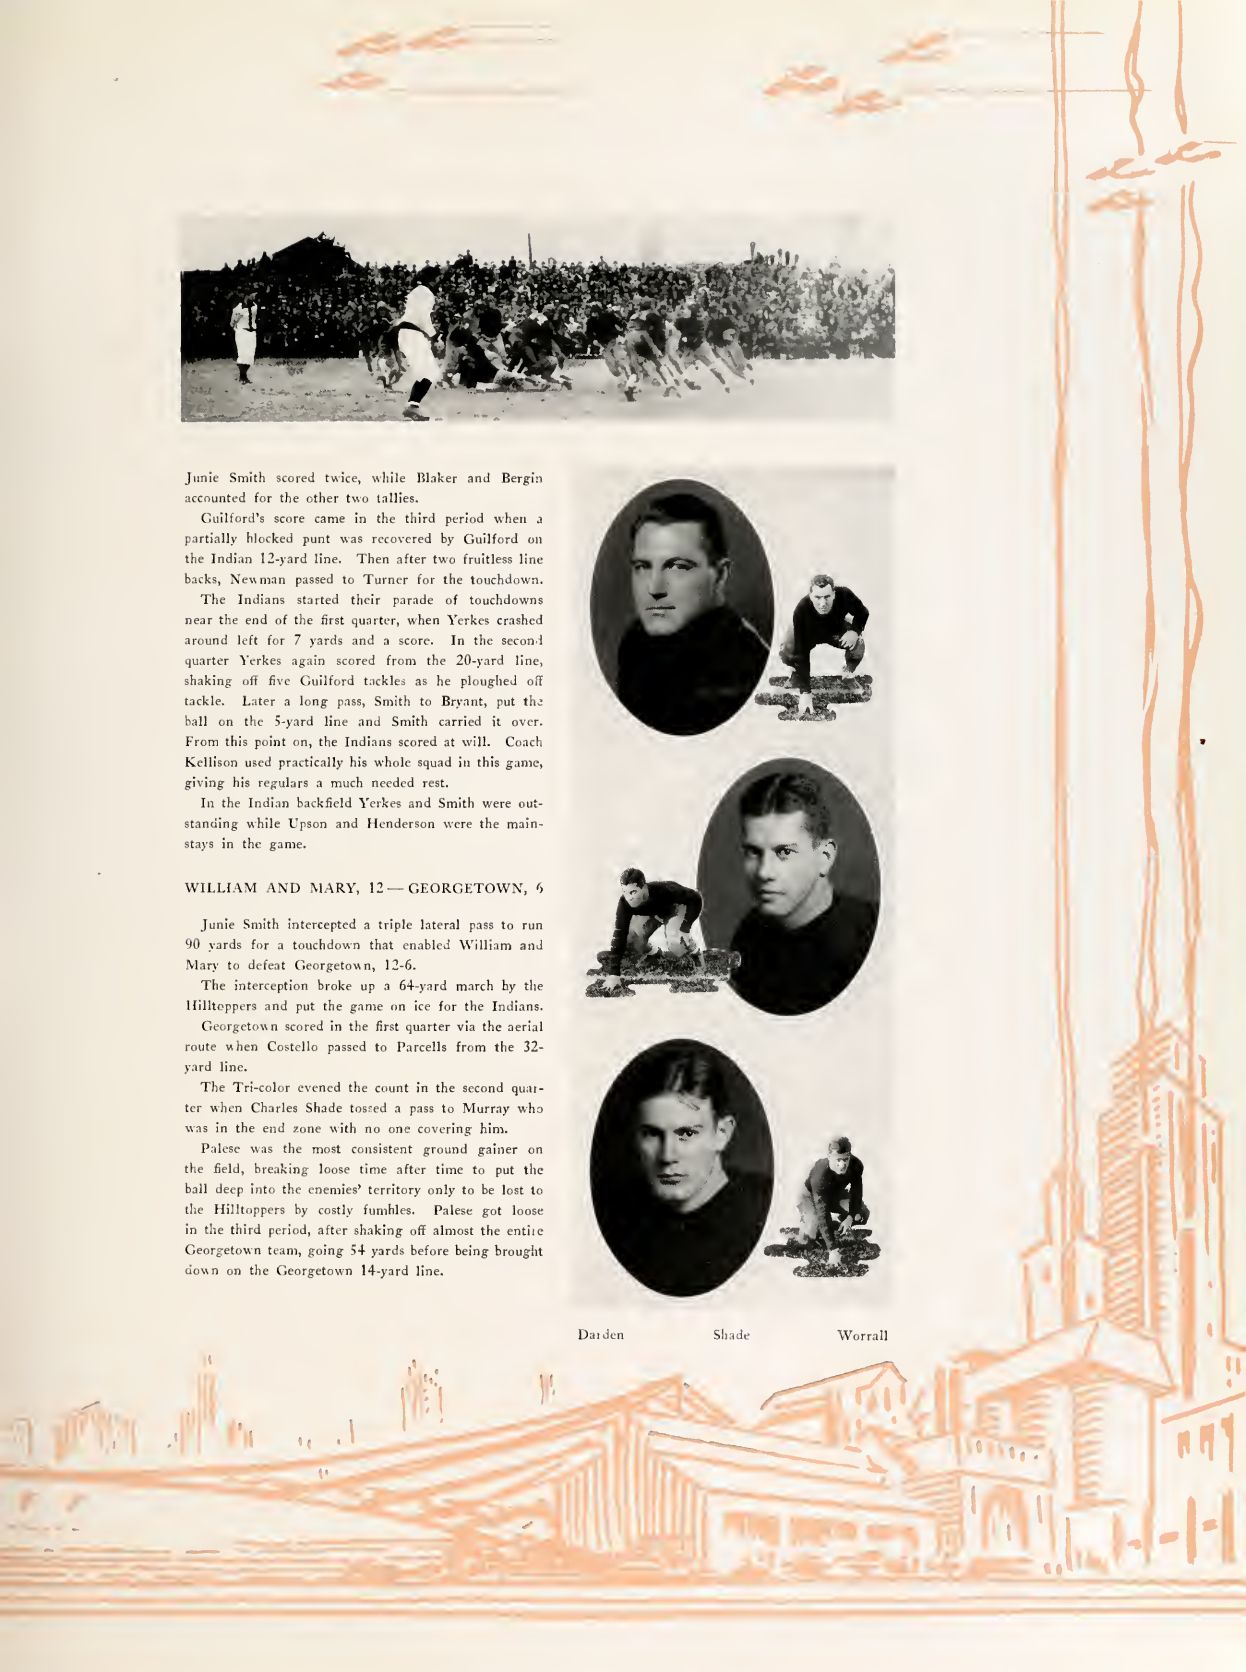 Junie Smith scored twice, while Blaker and Bergin
accounted for the other two tallies.
Guilford's score came in the third period when a
partially blocked punt was recovered by Guilford on
the Indian 12-yard line. Then after two fruitless line
backs, Newman passed to Turner for the touchdown.
The Indians started their parade of touchdowns
near the end of the first quarter, when Yerkes crashed
around left for 7 yards and a score. In the second
quarter Yerkes again scored from the 20-yard line,
shaking off five Guilford tackles as he ploughed off
tackle. Later a long pass, Smith to Bryant, put the
ball on the 5-yard line and Smith carried it over.
From this point on, the Indians scored at will. Coach
Kellison used practically his whole squad in this game,
giving his regulars a much needed rest.
In the Indian backfield Yerkes and Smith were out-
standing while Upson and Henderson were the main-
stays in the game.
WILLIAM AND MARY, 12—GEORGETOWN, 6
Junie Smith intercepted a triple lateral pass to run
90 yards for a touchdown that enabled William and
Mary to defeat Georgetown, 12-6.
The interception broke up a 64-yard march by the
Hilltoppers and put the game on ice for the Indians.
Georgetown scored in the first quarter via the aerial
route when Costello passed to Parcells from the 32-
yard line.
The Tri-color evened the count in the second quar-
ter when Charles Shade tossed a pass to Murray who
was in the end zone with no one covering him.
Palese was the most consistent ground gainer on
the field, breaking loose time after time to put the
ball deep into the enemies' territory only to be lost to
the Hilltoppers by costly fumbles. Palese got loose
in the third period, after shaking off almost the entire
Georgetown team, going 54 yards before being brought
down on the Georgetown 14-yard line.
Darden Shade Worrall